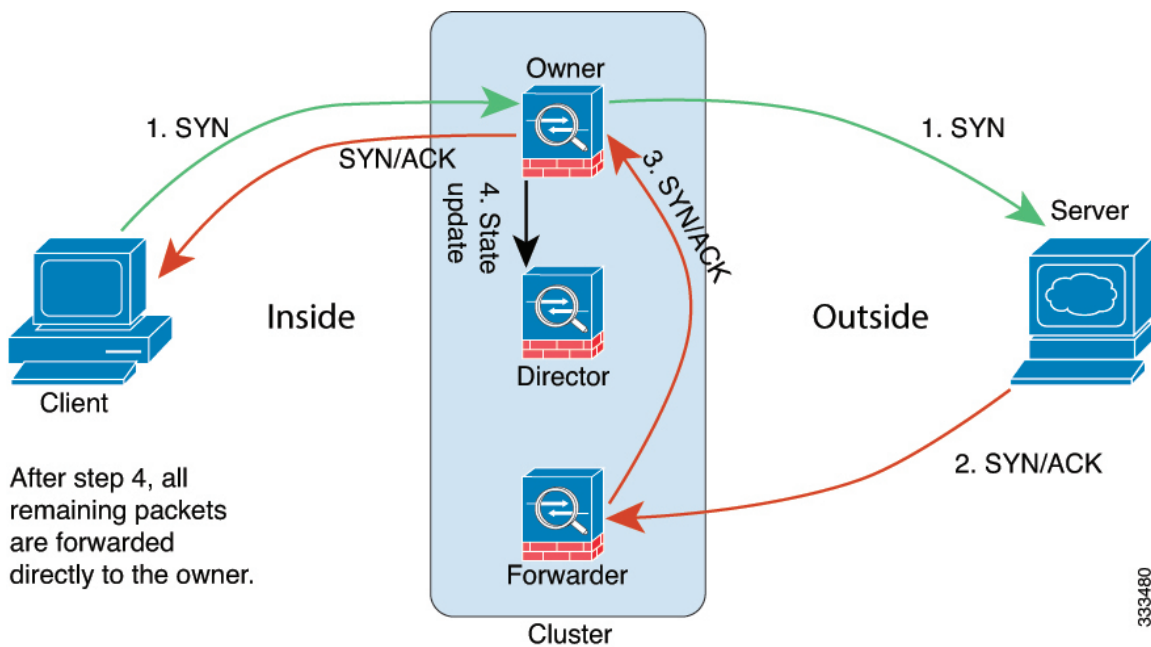 Owner
1. SYN
1. SYN
SYN/ACK
3. SYN/ACK
4. State
update
Server
Inside
Outside
Director
Client
2. SYN/ACK
After step 4, all
remaining packets
are forwarded
directly to the owner.
Forwarder
Cluster
333480